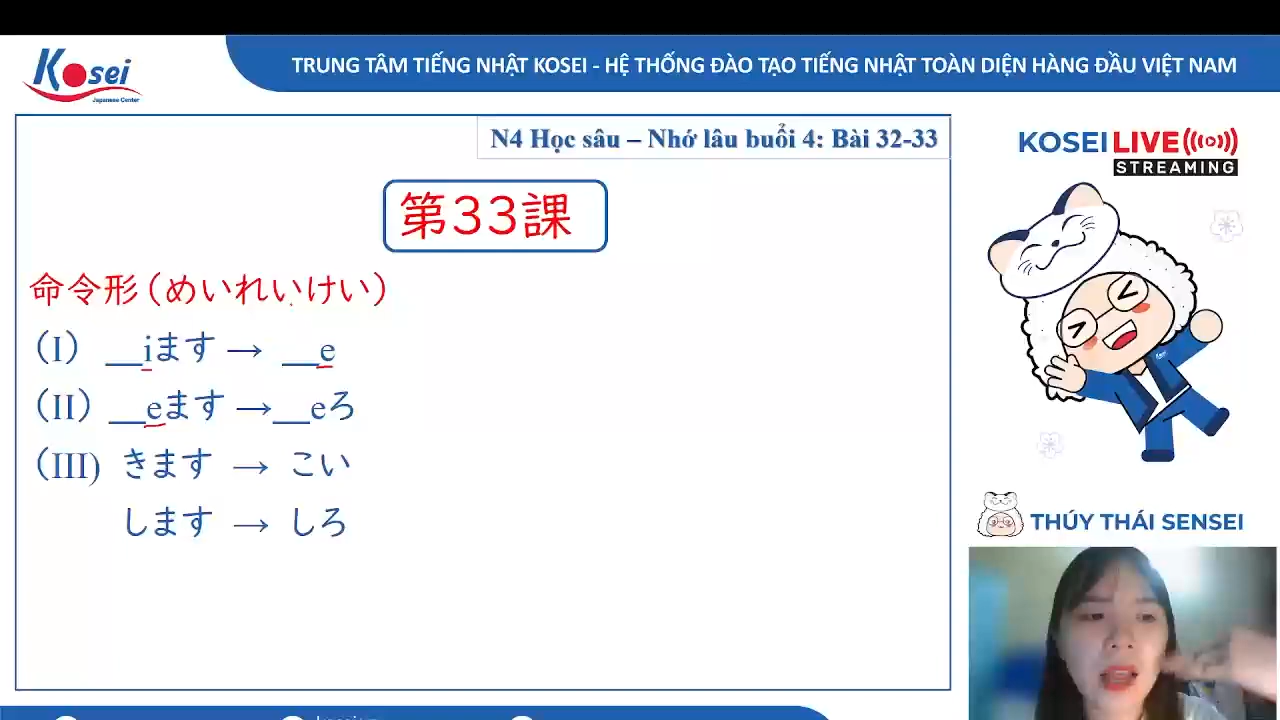 Kosei
Japanese Center
TRUNG TÂM TIẾNG NHẬT KOSEI - HỆ THỐNG ĐÀO TẠO TIẾNG NHẬT TOÀN DIỆN HÀNG ĐẦU VIỆT NAM
N4 Học sâu – Nhớ lâu buổi 4: Bài 32-33
KOSEI LIVE
STREAMING
第33課
命令形(めいれいけい)
(I) __iます → __e
(II) __eます →__eろ
(III) きます → こい
します → しろ
THÚY THÁI SENSEI